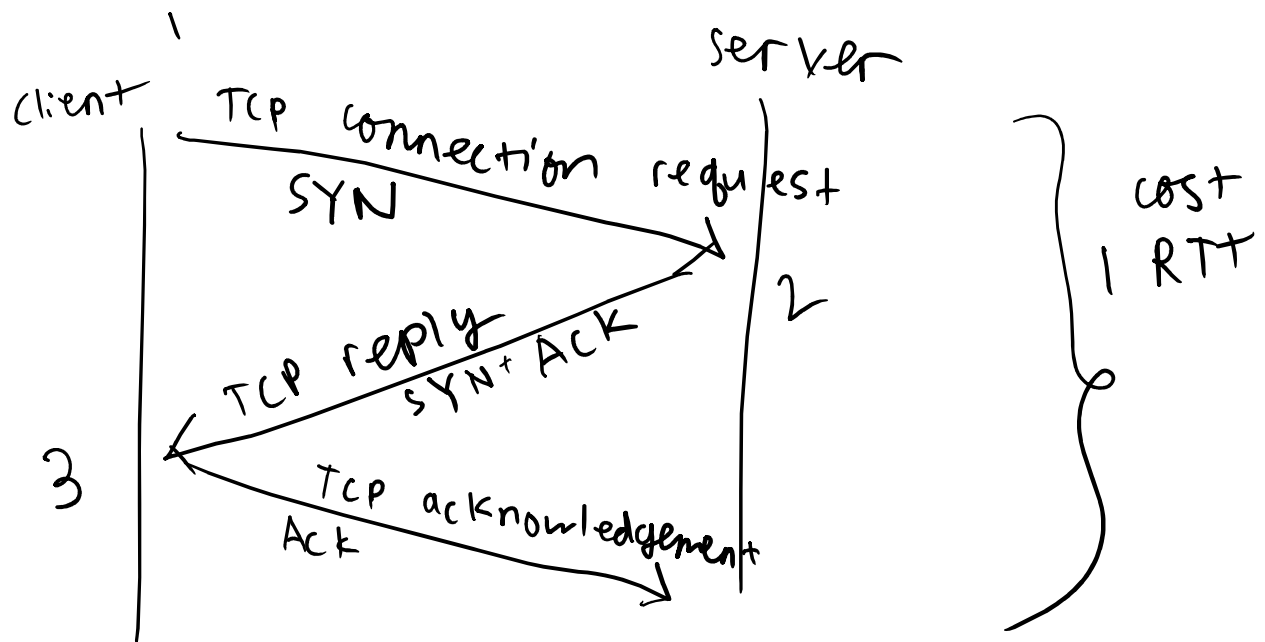 1
client
server
TCP connection request
SYN
2
TCP reply
SYN+ ACK
3
TCP acknowledgement
ACK
cost
1 RTT